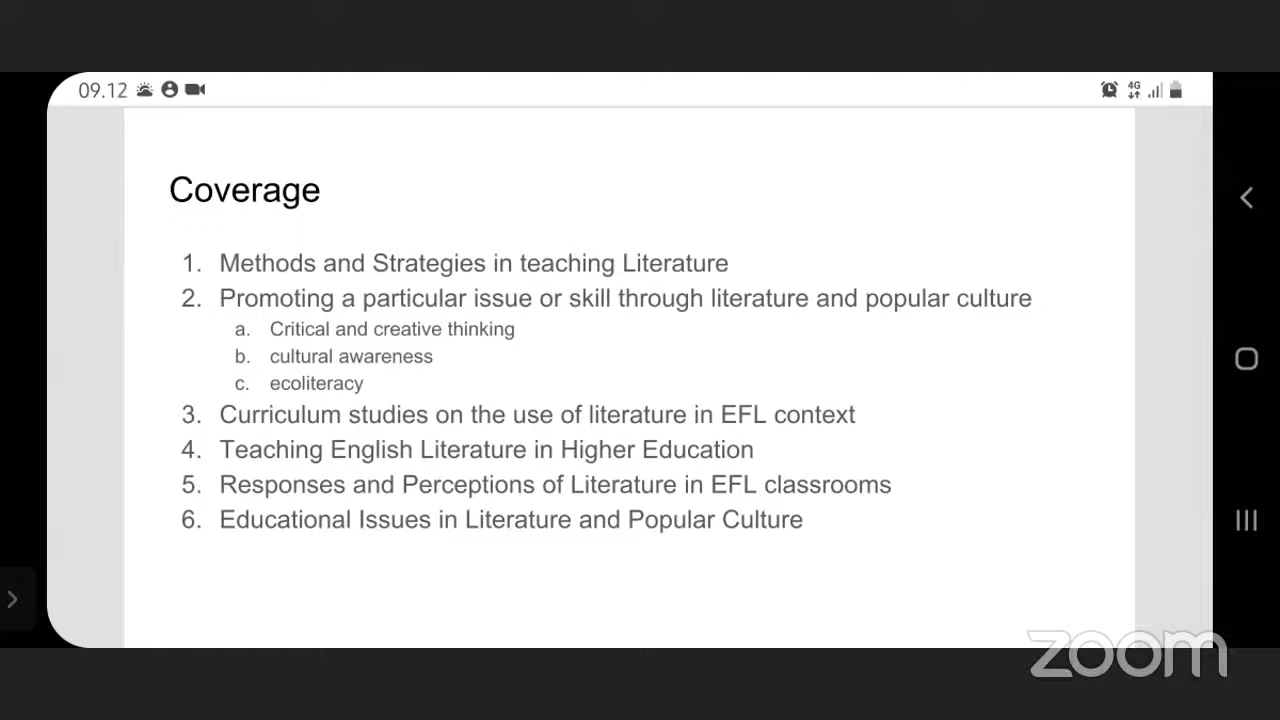 09.12
4G
Coverage
1. Methods and Strategies in teaching Literature
2. Promoting a particular issue or skill through literature and popular culture
a. Critical and creative thinking
b. cultural awareness
c. ecoliteracy
3. Curriculum studies on the use of literature in EFL context
4. Teaching English Literature in Higher Education
5. Responses and Perceptions of Literature in EFL classrooms
6. Educational Issues in Literature and Popular Culture
zoom